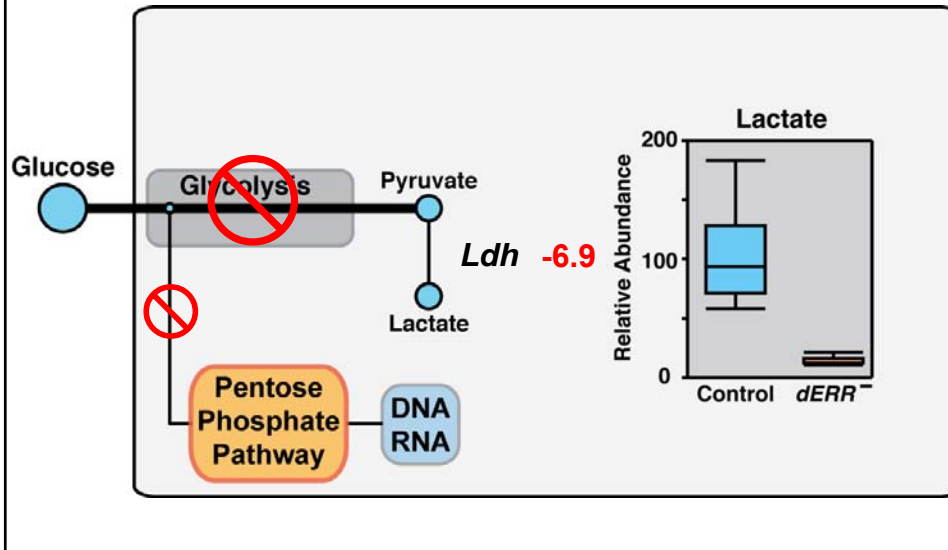 Glucose
Glycolysis
Pyruvate
Ldh -6.9
Lactate
Pentose
Phosphate
Pathway
DNA
RNA
Lactate
Relative Abundance
200
100
0
Control
dERR⁻